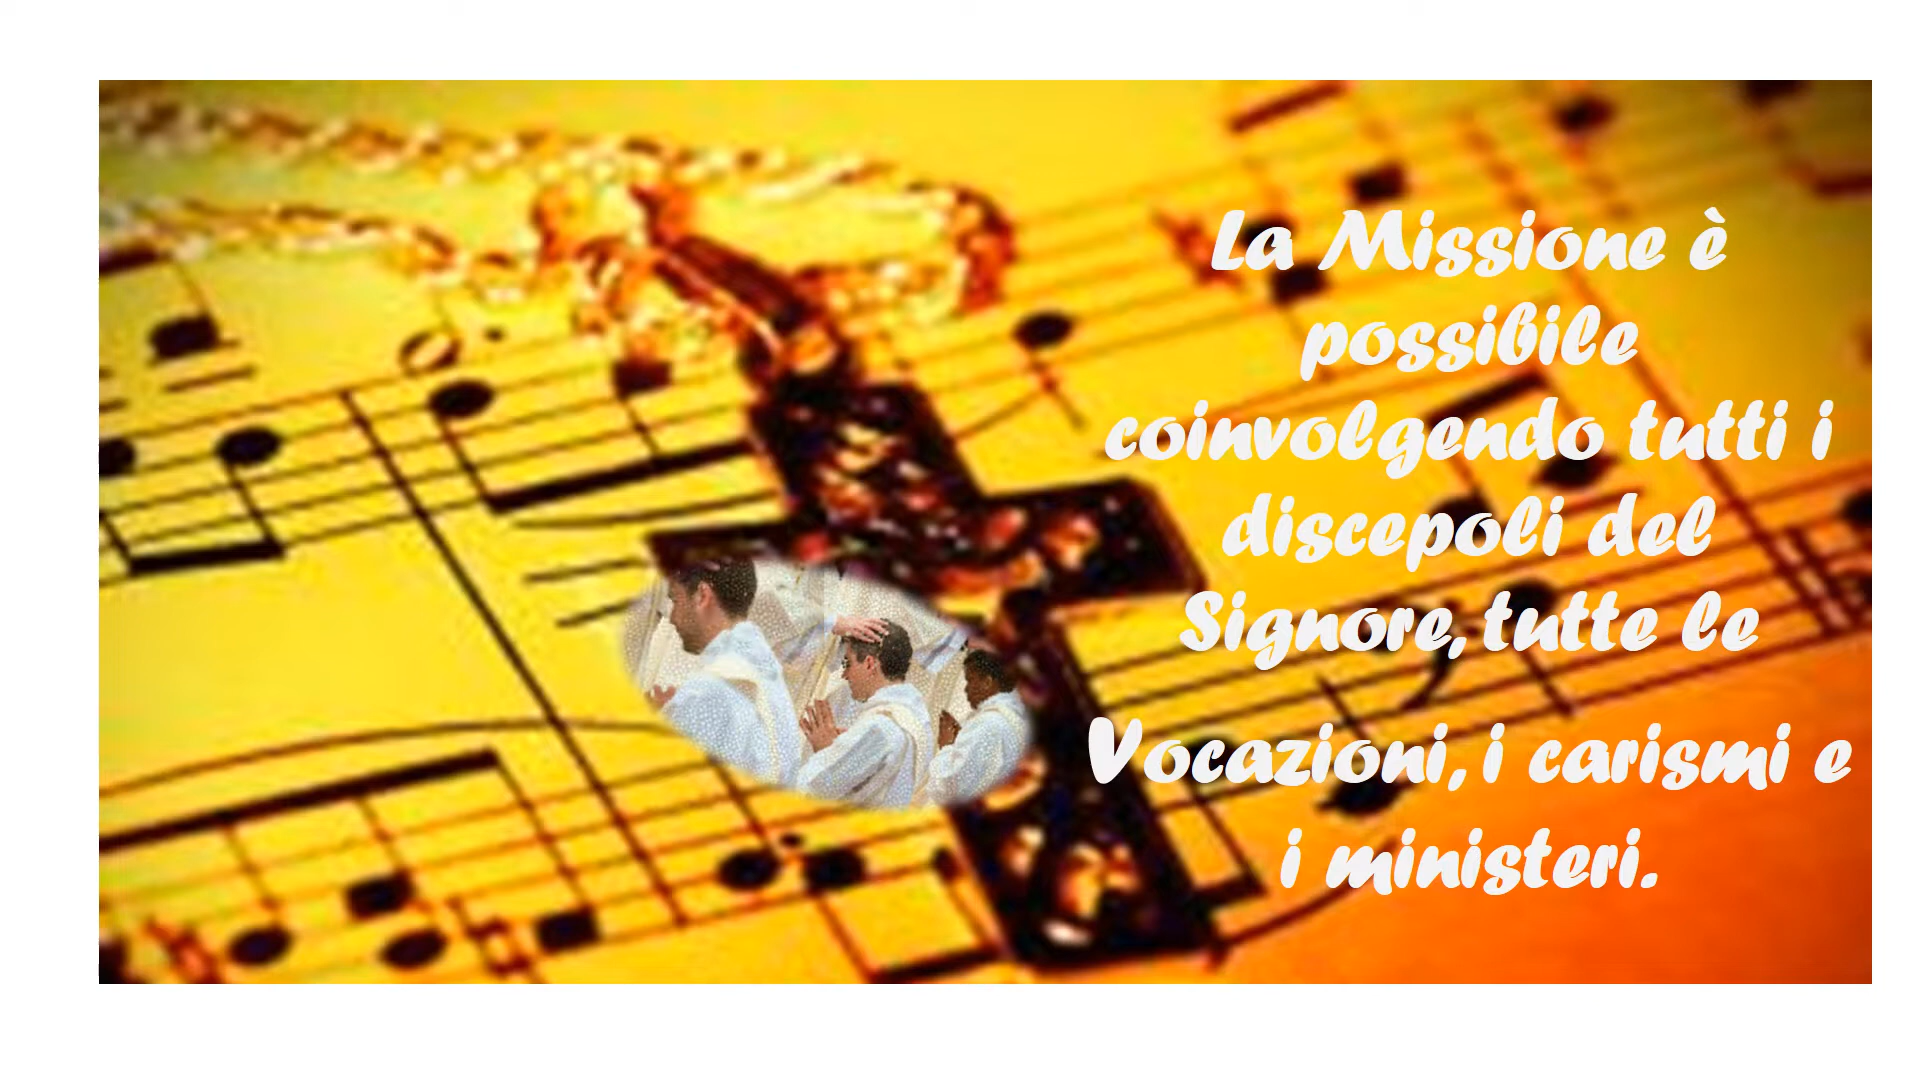 La Missione è
possibile
coinvolgendo tutti i
discepoli del
Signore, tutte le
Vocazioni, i carismi e
i ministeri.